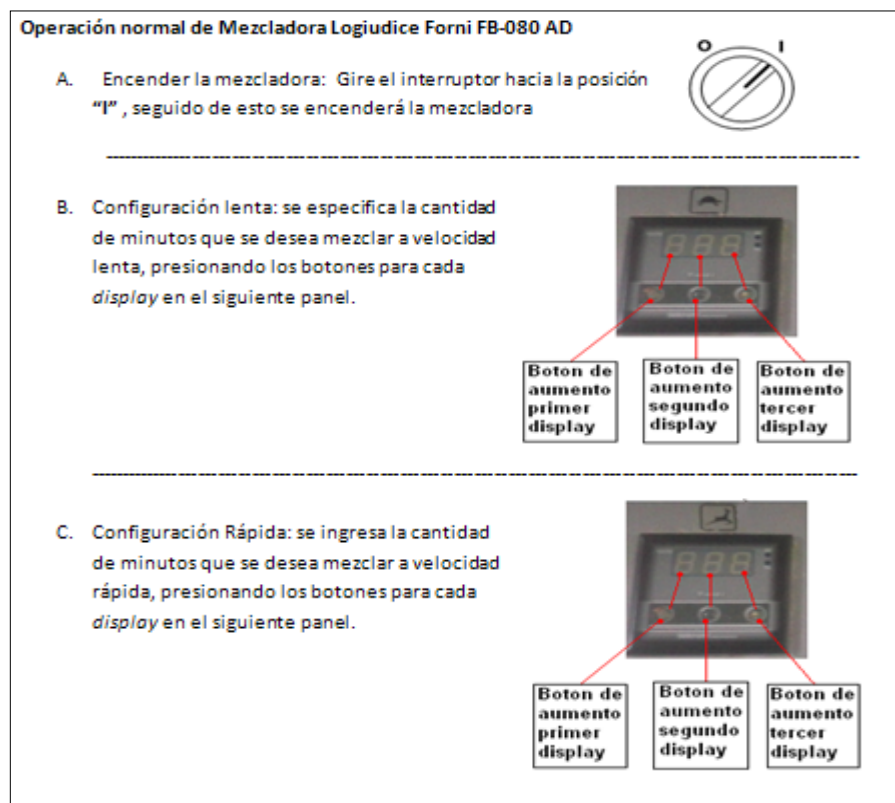 Operación normal de Mezcladora Logiudice Forni FB-080 AD
A. Encender la mezcladora: Gire el interruptor hacia la posición
"I" , seguido de esto se encenderá la mezcladora
O I
B. Configuración lenta: se especifica la cantidad
de minutos que se desea mezclar a velocidad
lenta, presionando los botones para cada
display en el siguiente panel.
Boton de
aumento
primer
display
Boton de
aumento
segundo
display
Boton de
aumento
tercer
display
C. Configuración Rápida: se ingresa la cantidad
de minutos que se desea mezclar a velocidad
rápida, presionando los botones para cada
display en el siguiente panel.
Boton de
aumento
primer
display
Boton de
aumento
segundo
display
Boton de
aumento
tercer
display